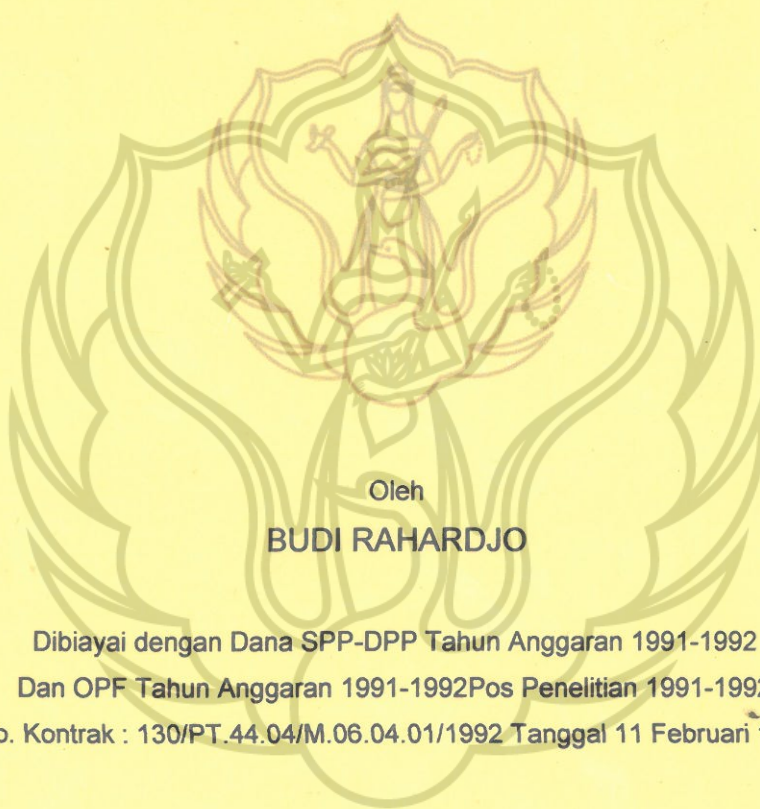 Oleh
BUDI RAHARDJO
Dibiayai dengan Dana SPP-DPP Tahun Anggaran 1991-1992
Dan OPF Tahun Anggaran 1991-1992Pos Penelitian 1991-1992
Kontrak : 130/PT.44.04/M.06.04.01/1992 Tanggal 11 Februari